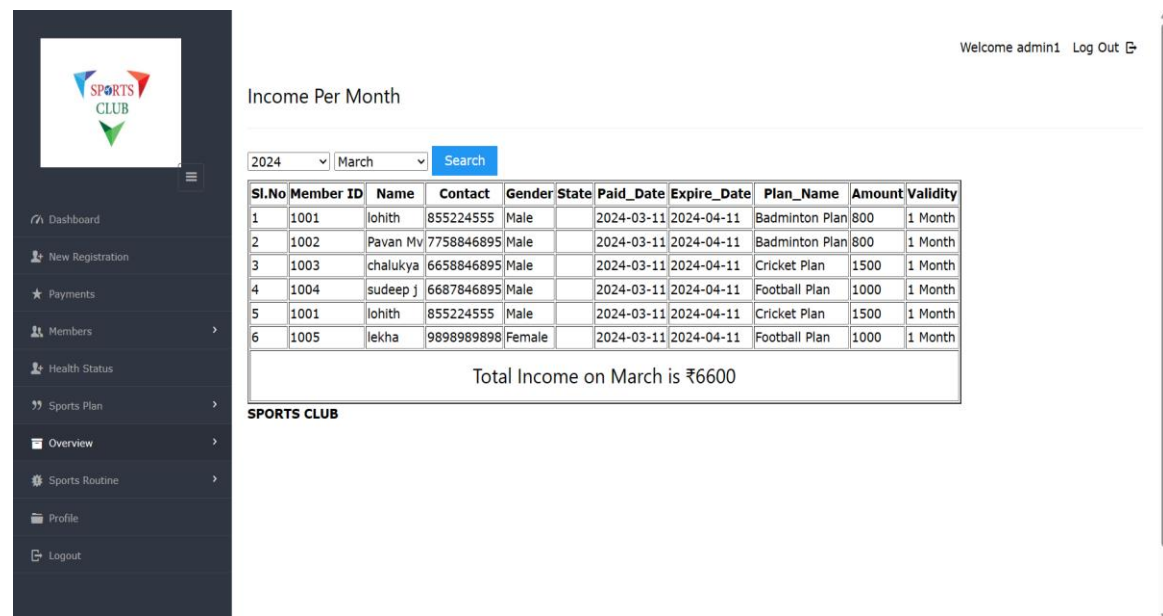 Welcome admin1 Log Out
SPORTS
CLUB
Income Per Month
2024 March Search
Sl.No Member ID Name Contact Gender State Paid_Date Expire_Date Plan_Name Amount Validity
1 1001 lohith 855224555 Male 2024-03-11 2024-04-11 Badminton Plan 800 1 Month
2 1002 Pavan Mv 7758846895 Male 2024-03-11 2024-04-11 Badminton Plan 800 1 Month
3 1003 chalukya 6658846895 Male 2024-03-11 2024-04-11 Cricket Plan 1500 1 Month
4 1004 sudeep j 6687846895 Male 2024-03-11 2024-04-11 Football Plan 1000 1 Month
5 1001 lohith 855224555 Male 2024-03-11 2024-04-11 Cricket Plan 1500 1 Month
6 1005 lekha 9898989898 Female 2024-03-11 2024-04-11 Football Plan 1000 1 Month
Total Income on March is ₹6600
SPORTS CLUB
Dashboard
New Registration
Payments
Members
Health Status
Sports Plan
Overview
Sports Routine
Profile
Logout